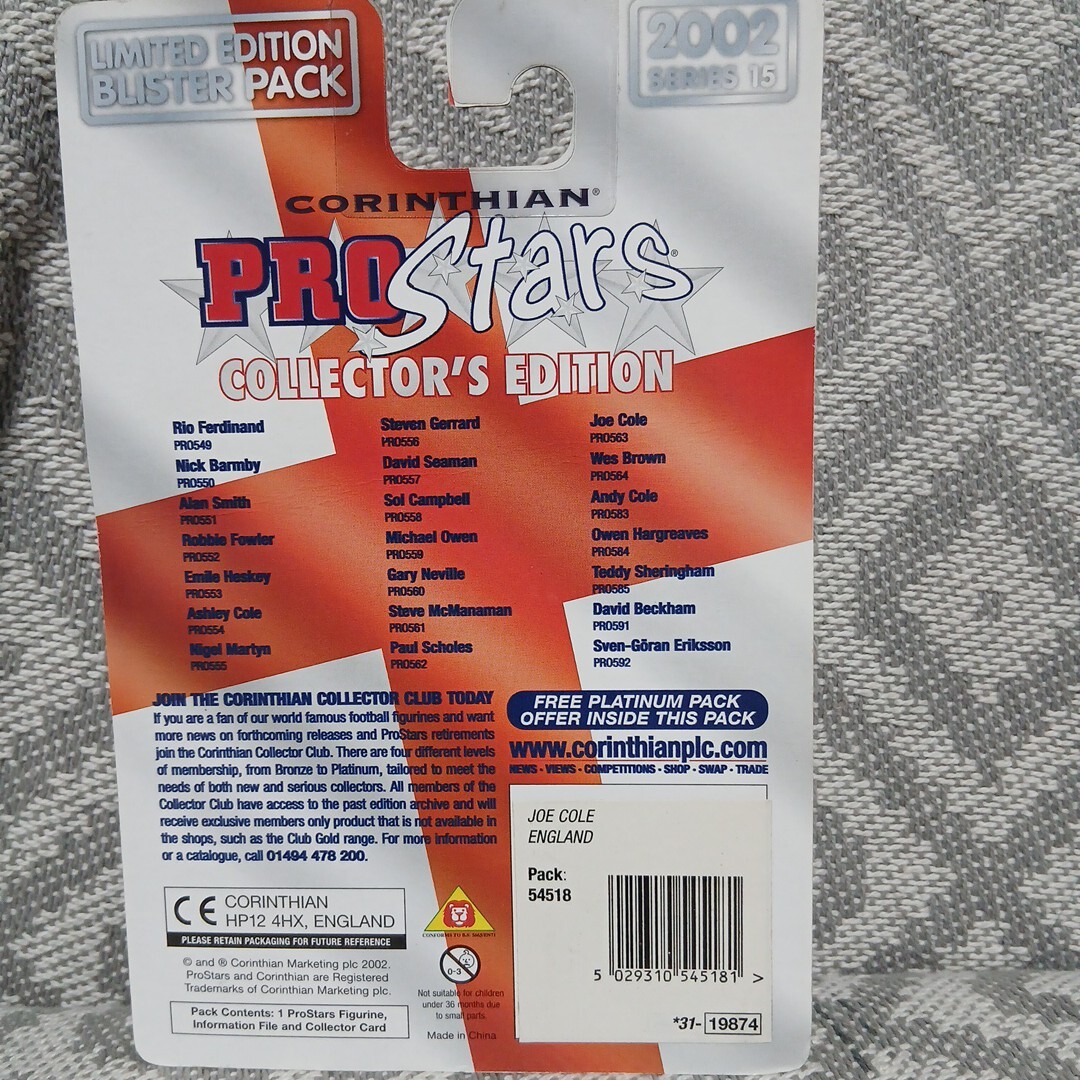 LIMITED EDITION
BLISTER PACK
2002
SERIES 15
CORINTHIAN®
PROStars®
COLLECTOR'S EDITION
Rio Ferdinand
PRO549
Nick Barmby
PRO550
Alan Smith
PRO551
Robbie Fowler
PRO552
Emile Heskey
PRO553
Ashley Cole
PRO554
Nigel Martyn
PRO555
Steven Gerrard
PRO556
David Seaman
PRO557
Sol Campbell
PRO558
Michael Owen
PRO559
Gary Neville
PRO560
Steve McManaman
PRO561
Paul Scholes
PRO562
Joe Cole
PRO563
Wes Brown
PRO564
Andy Cole
PRO583
Owen Hargreaves
PRO584
Teddy Sheringham
PRO585
David Beckham
PRO591
Sven-Göran Eriksson
PRO592
JOIN THE CORINTHIAN COLLECTOR CLUB TODAY
If you are a fan of our world famous football figurines and want
more news on forthcoming releases and ProStars retirements
join the Corinthian Collector Club. There are four different levels
of membership, from Bronze to Platinum, tailored to meet the
needs of both new and serious collectors. All members of the
Collector Club have access to the past edition archive and will
receive exclusive members only product that is not available in
the shops, such as the Club Gold range. For more information
or a catalogue, call 01494 478 200.
FREE PLATINUM PACK
OFFER INSIDE THIS PACK
www.corinthianplc.com
NEWS - VIEWS - COMPETITIONS - SHOP - SWAP - TRADE
JOE COLE
ENGLAND
Pack:
54518
5 029310 545181 >
*31- 19874
CE CORINTHIAN
HP12 4HX, ENGLAND
PLEASE RETAIN PACKAGING FOR FUTURE REFERENCE
© and ® Corinthian Marketing plc 2002.
ProStars and Corinthian are Registered
Trademarks of Corinthian Marketing plc.
Pack Contents: 1 ProStars Figurine,
Information File and Collector Card
CONFORMS TO B.S.
0-3
Not suitable for children
under 36 months due
to small parts.
Made in China